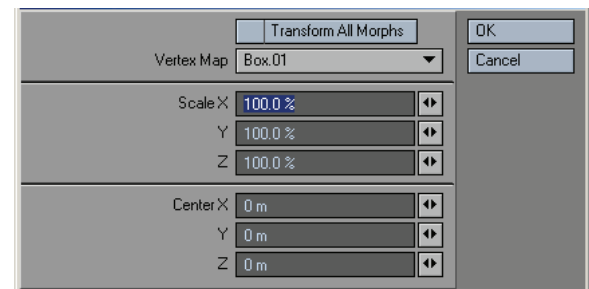 Transform All Morphs OK
Vertex Map Box.01 Cancel
Scale X 100.0 %
Y 100.0 %
Z 100.0 %
Center X 0 m
Y 0 m
Z 0 m